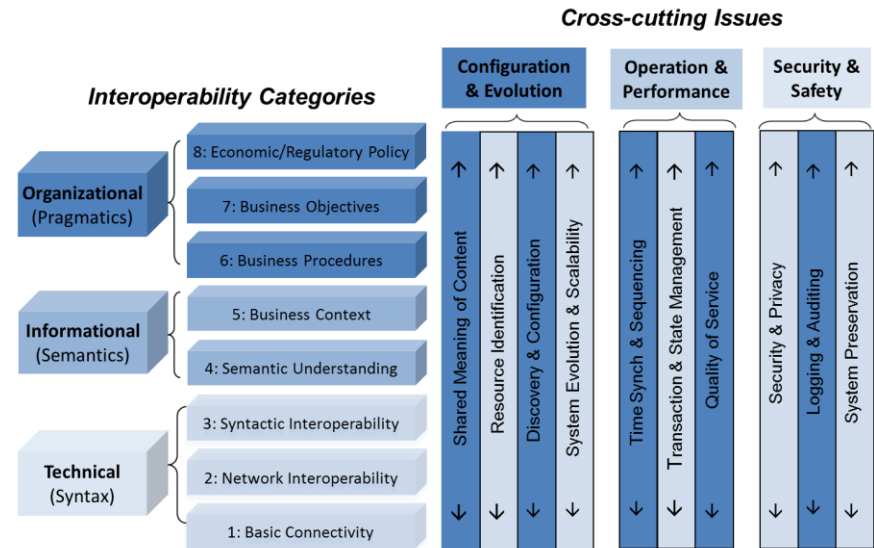 Cross-cutting Issues
Interoperability Categories
Organizational
(Pragmatics)
8: Economic/Regulatory Policy
7: Business Objectives
6: Business Procedures
Informational
(Semantics)
5: Business Context
4: Semantic Understanding
Technical
(Syntax)
3: Syntactic Interoperability
2: Network Interoperability
1: Basic Connectivity
Configuration
& Evolution
Shared Meaning of Content
Resource Identification
Discovery & Configuration
System Evolution & Scalability
Operation &
Performance
Time Synch & Sequencing
Transaction & State Management
Quality of Service
Security &
Safety
Security & Privacy
Logging & Auditing
System Preservation